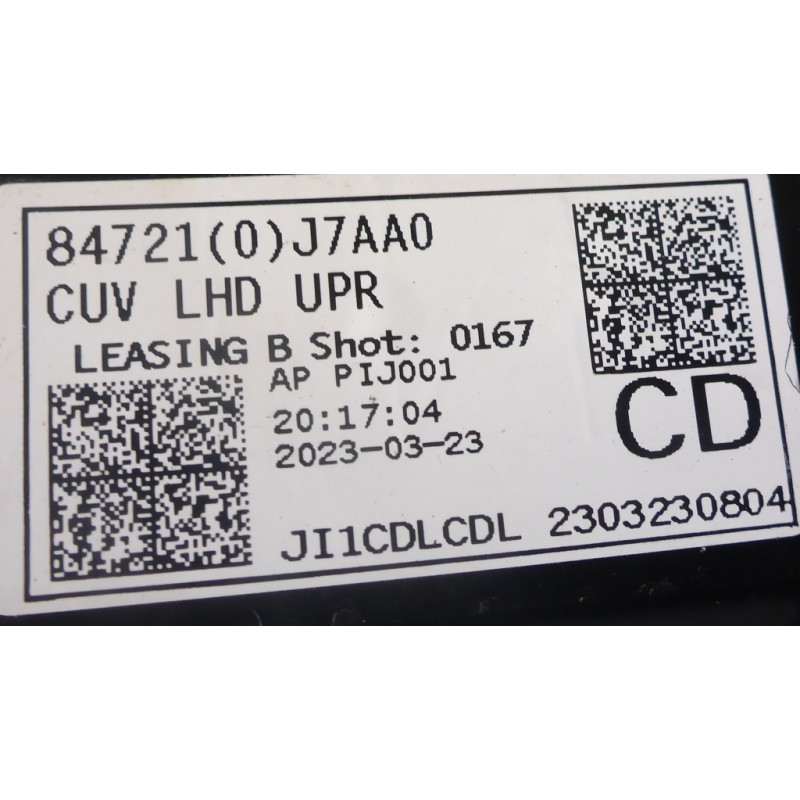 84721(0)J7AA0
CUV LHD UPR
LEASING B Shot: 0167
AP PIJ001
20:17:04
2023-03-23
CD
JI1CDLCDL 2303230804